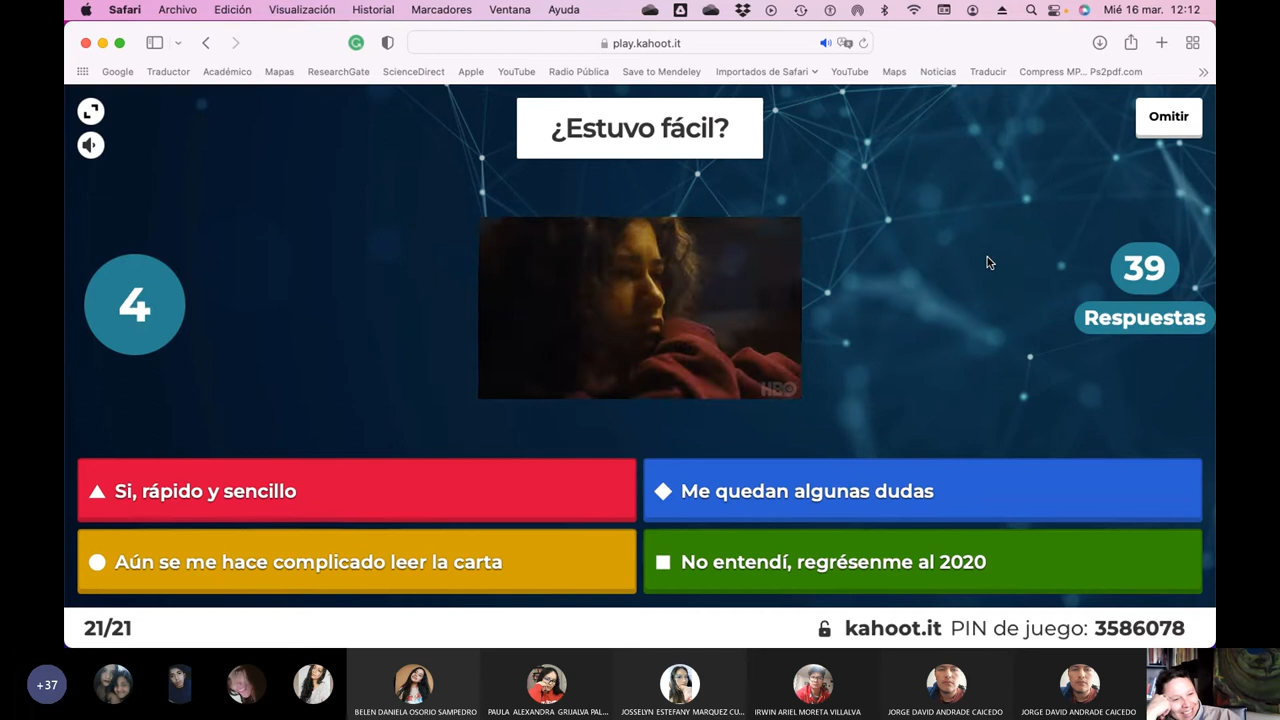 Safari Archivo Edición Visualización Historial Marcadores Ventana Ayuda Mié 16 mar. 12:12
play.kahoot.it
Google Traductor Académico Mapas ResearchGate ScienceDirect Apple YouTube Radio Pública Save to Mendeley Importados de Safari YouTube Maps Noticias Traducir Compress MP... Ps2pdf.com
¿Estuvo fácil?
Omitir
4
39
Respuestas
HBO
Si, rápido y sencillo
Me quedan algunas dudas
Aún se me hace complicado leer la carta
No entendí, regrésenme al 2020
21/21
kahoot.it PIN de juego: 3586078
+37
BELEN DANIELA OSORIO SAMPEDRO
PAULA ALEXANDRA GRIJALVA PAL...
JOSSELYN ESTEFANY MARQUEZ CU...
IRWIN ARIEL MORETA VILLALVA
JORGE DAVID ANDRADE CAICEDO
JORGE DAVID ANDRADE CAICEDO